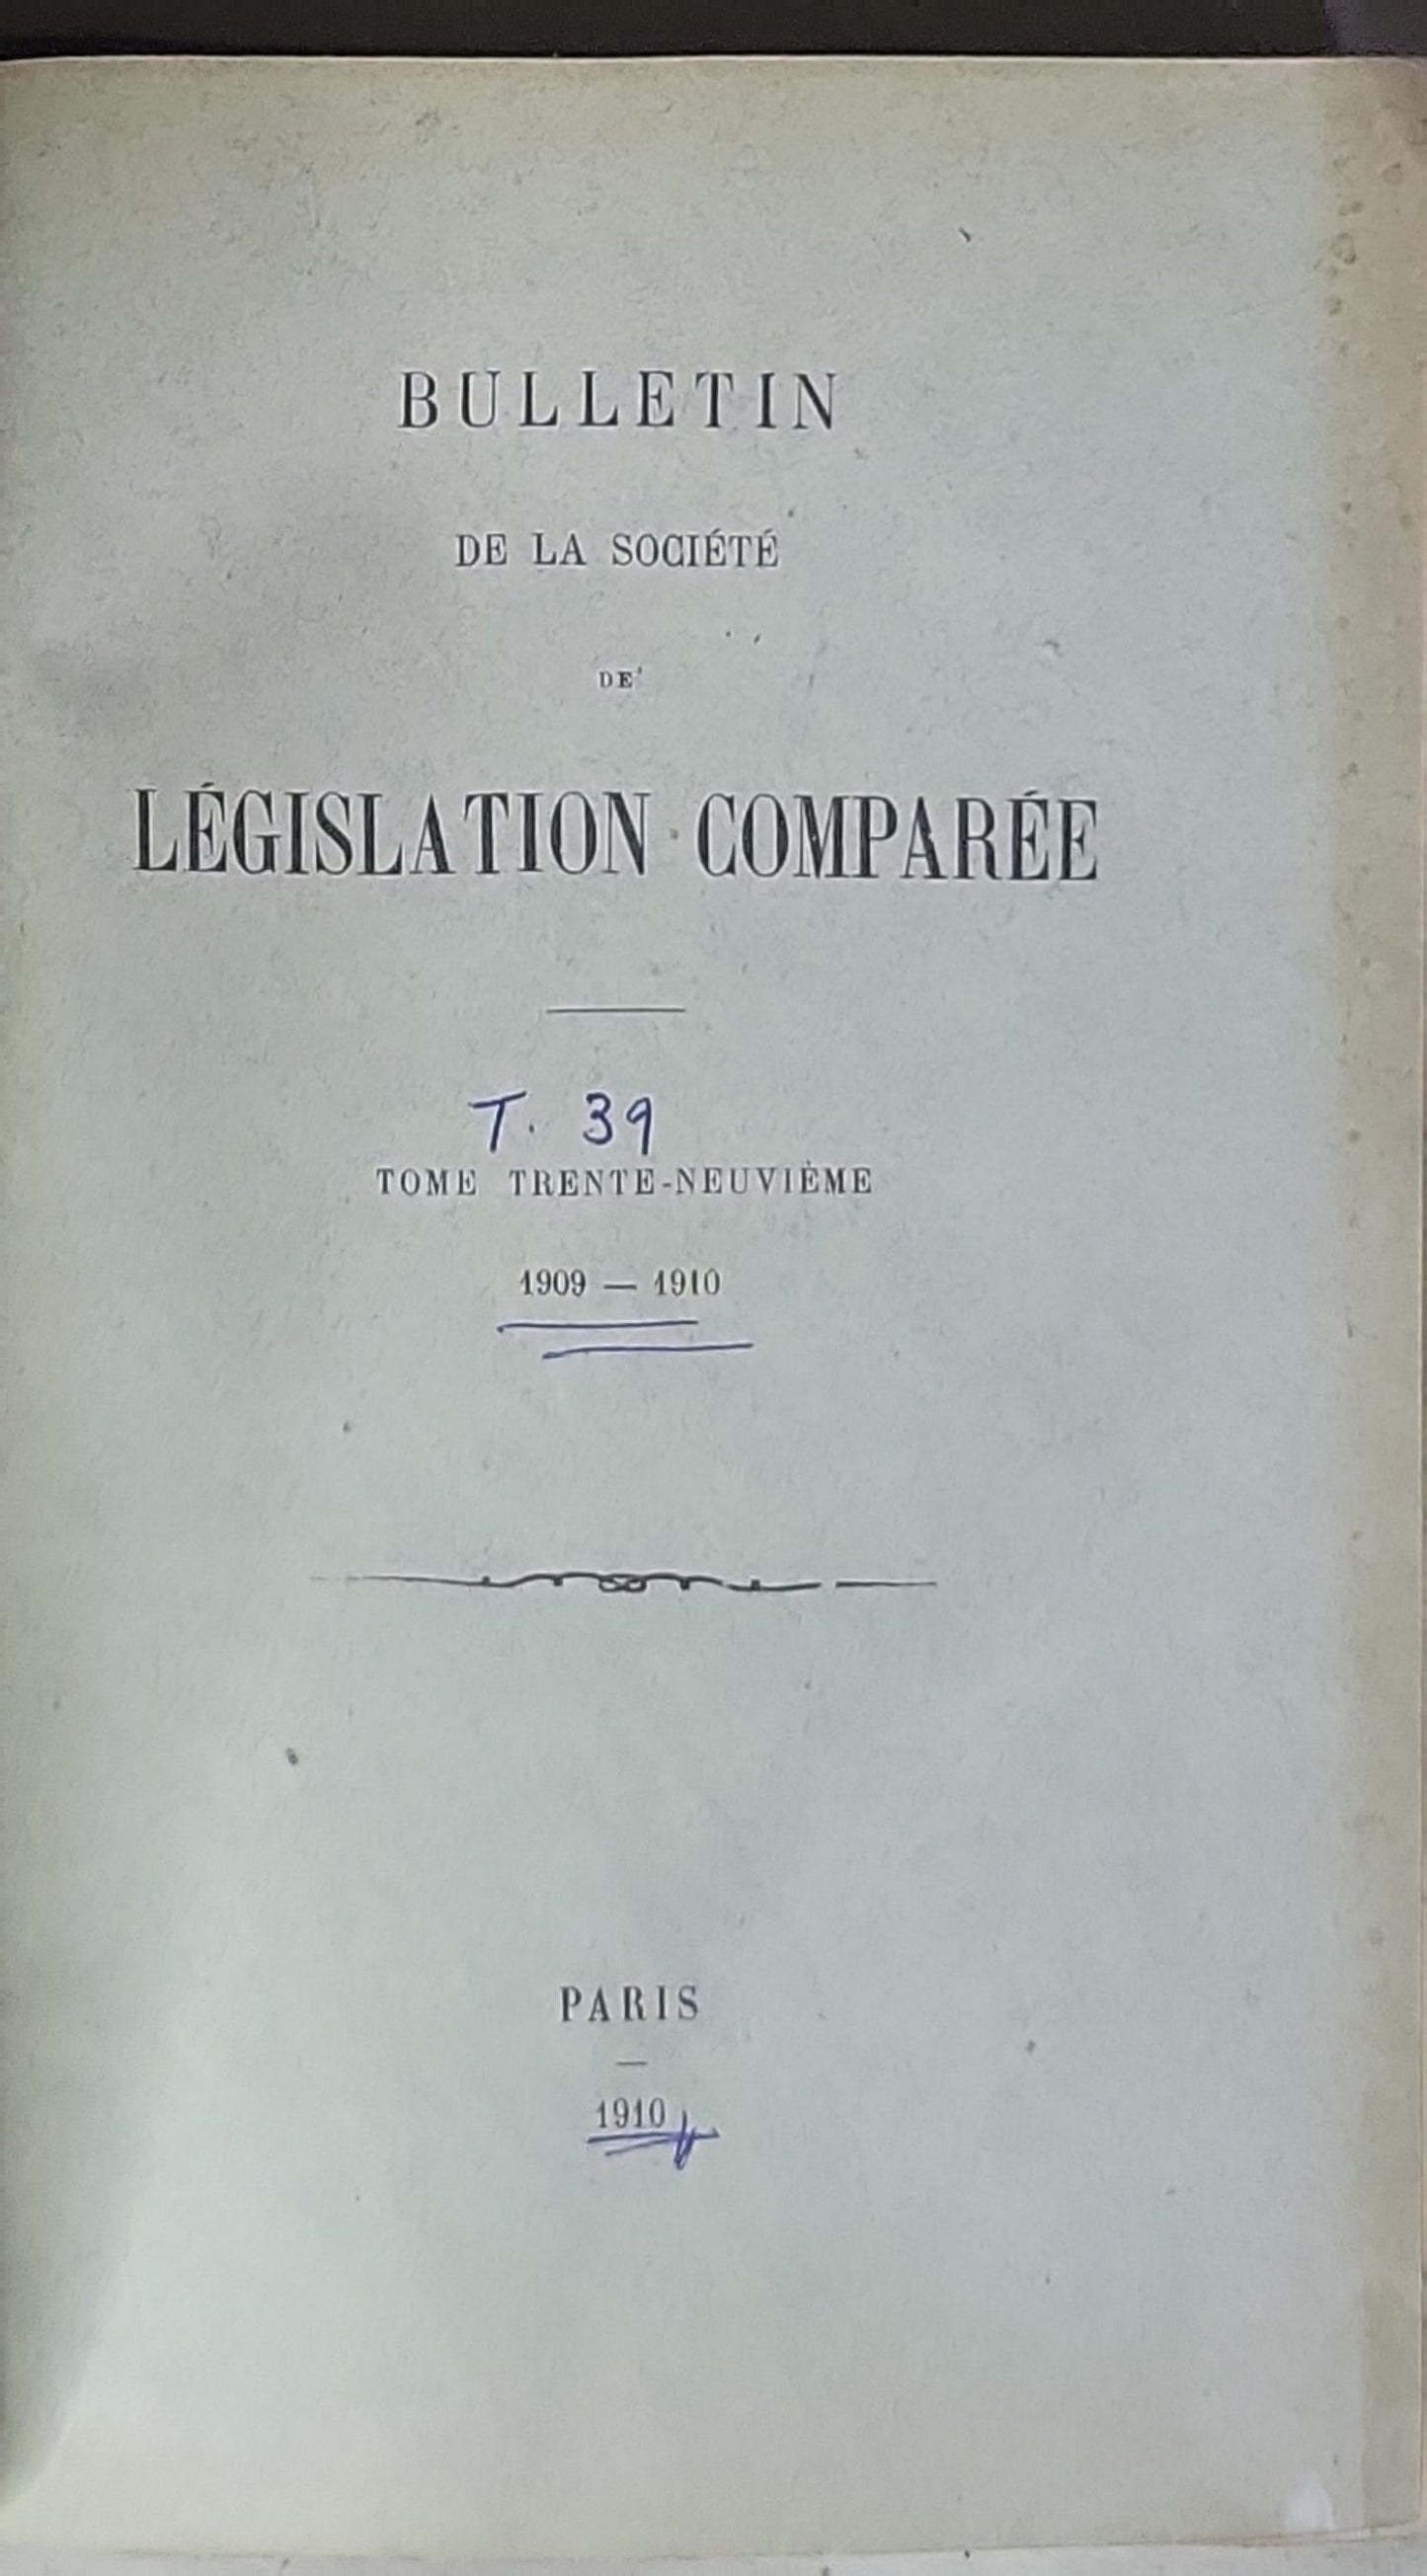 BULLETIN
DE LA SOCIÉTÉ
DE
LÉGISLATION COMPARÉE
T. 39
TOME TRENTE-NEUVIÈME
1909 — 1910
PARIS
1910